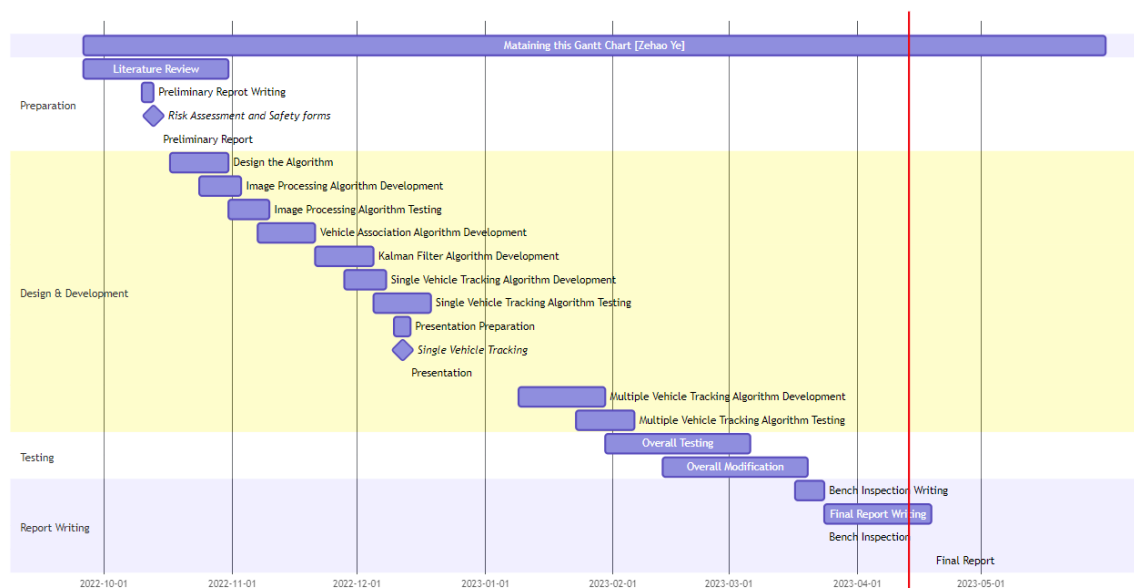 Mataining this Gantt Chart [Zehao Ye]
Literature Review
Preliminary Reprot Writing
Preparation
Risk Assessment and Safety forms
Preliminary Report
Design the Algorithm
Image Processing Algorithm Development
Image Processing Algorithm Testing
Vehicle Association Algorithm Development
Kalman Filter Algorithm Development
Single Vehicle Tracking Algorithm Development
Design & Development
Single Vehicle Tracking Algorithm Testing
Presentation Preparation
Single Vehicle Tracking
Presentation
Multiple Vehicle Tracking Algorithm Development
Multiple Vehicle Tracking Algorithm Testing
Overall Testing
Testing
Overall Modification
Bench Inspection Writing
Final Report Writing
Report Writing
Bench Inspection
Final Report
2022-10-01 2022-11-01 2022-12-01 2023-01-01 2023-02-01 2023-03-01 2023-04-01 2023-05-01